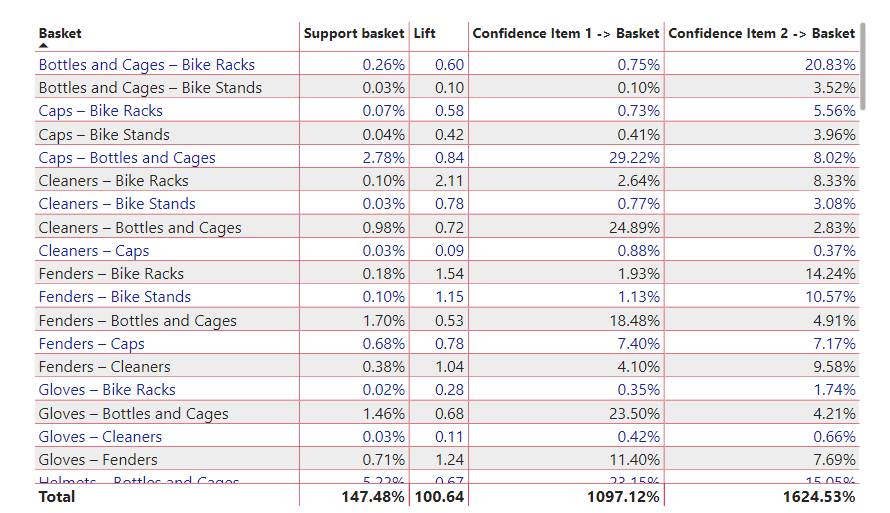 Basket Support basket Lift Confidence Item 1 -> Basket Confidence Item 2 -> Basket
Bottles and Cages – Bike Racks 0.26% 0.60 0.75% 20.83%
Bottles and Cages – Bike Stands 0.03% 0.10 0.10% 3.52%
Caps – Bike Racks 0.07% 0.58 0.73% 5.56%
Caps – Bike Stands 0.04% 0.42 0.41% 3.96%
Caps – Bottles and Cages 2.78% 0.84 29.22% 8.02%
Cleaners – Bike Racks 0.10% 2.11 2.64% 8.33%
Cleaners – Bike Stands 0.03% 0.78 0.77% 3.08%
Cleaners – Bottles and Cages 0.98% 0.72 24.89% 2.83%
Cleaners – Caps 0.03% 0.09 0.88% 0.37%
Fenders – Bike Racks 0.18% 1.54 1.93% 14.24%
Fenders – Bike Stands 0.10% 1.15 1.13% 10.57%
Fenders – Bottles and Cages 1.70% 0.53 18.48% 4.91%
Fenders – Caps 0.68% 0.78 7.40% 7.17%
Fenders – Cleaners 0.38% 1.04 4.10% 9.58%
Gloves – Bike Racks 0.02% 0.28 0.35% 1.74%
Gloves – Bottles and Cages 1.46% 0.68 23.50% 4.21%
Gloves – Cleaners 0.03% 0.11 0.42% 0.66%
Gloves – Fenders 0.71% 1.24 11.40% 7.69%
Helmets – Bottles and Cages 5.22% 0.67 23.15% 15.05%
Total 147.48% 100.64 1097.12% 1624.53%